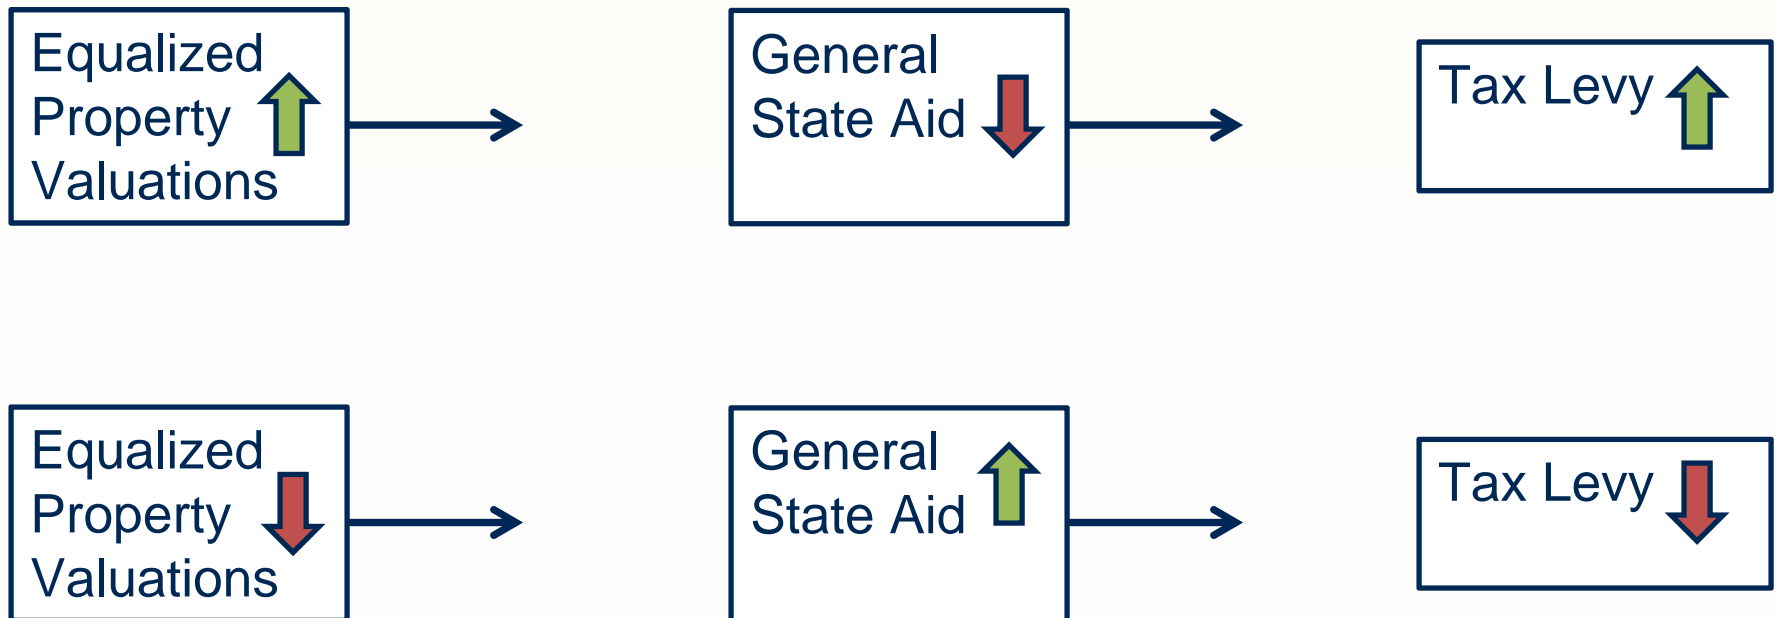 Equalized
Property
Valuations
General
State Aid
Tax Levy
Equalized
Property
Valuations
General
State Aid
Tax Levy